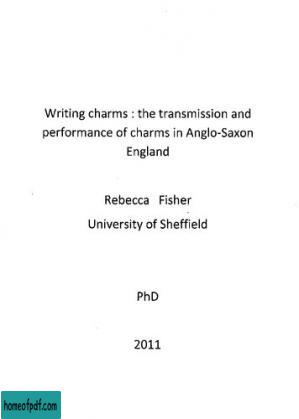 Writing charms : the transmission and
performance of charms in Anglo-Saxon
England
Rebecca Fisher
University of Sheffield
PhD
2011
homeofpdf.com